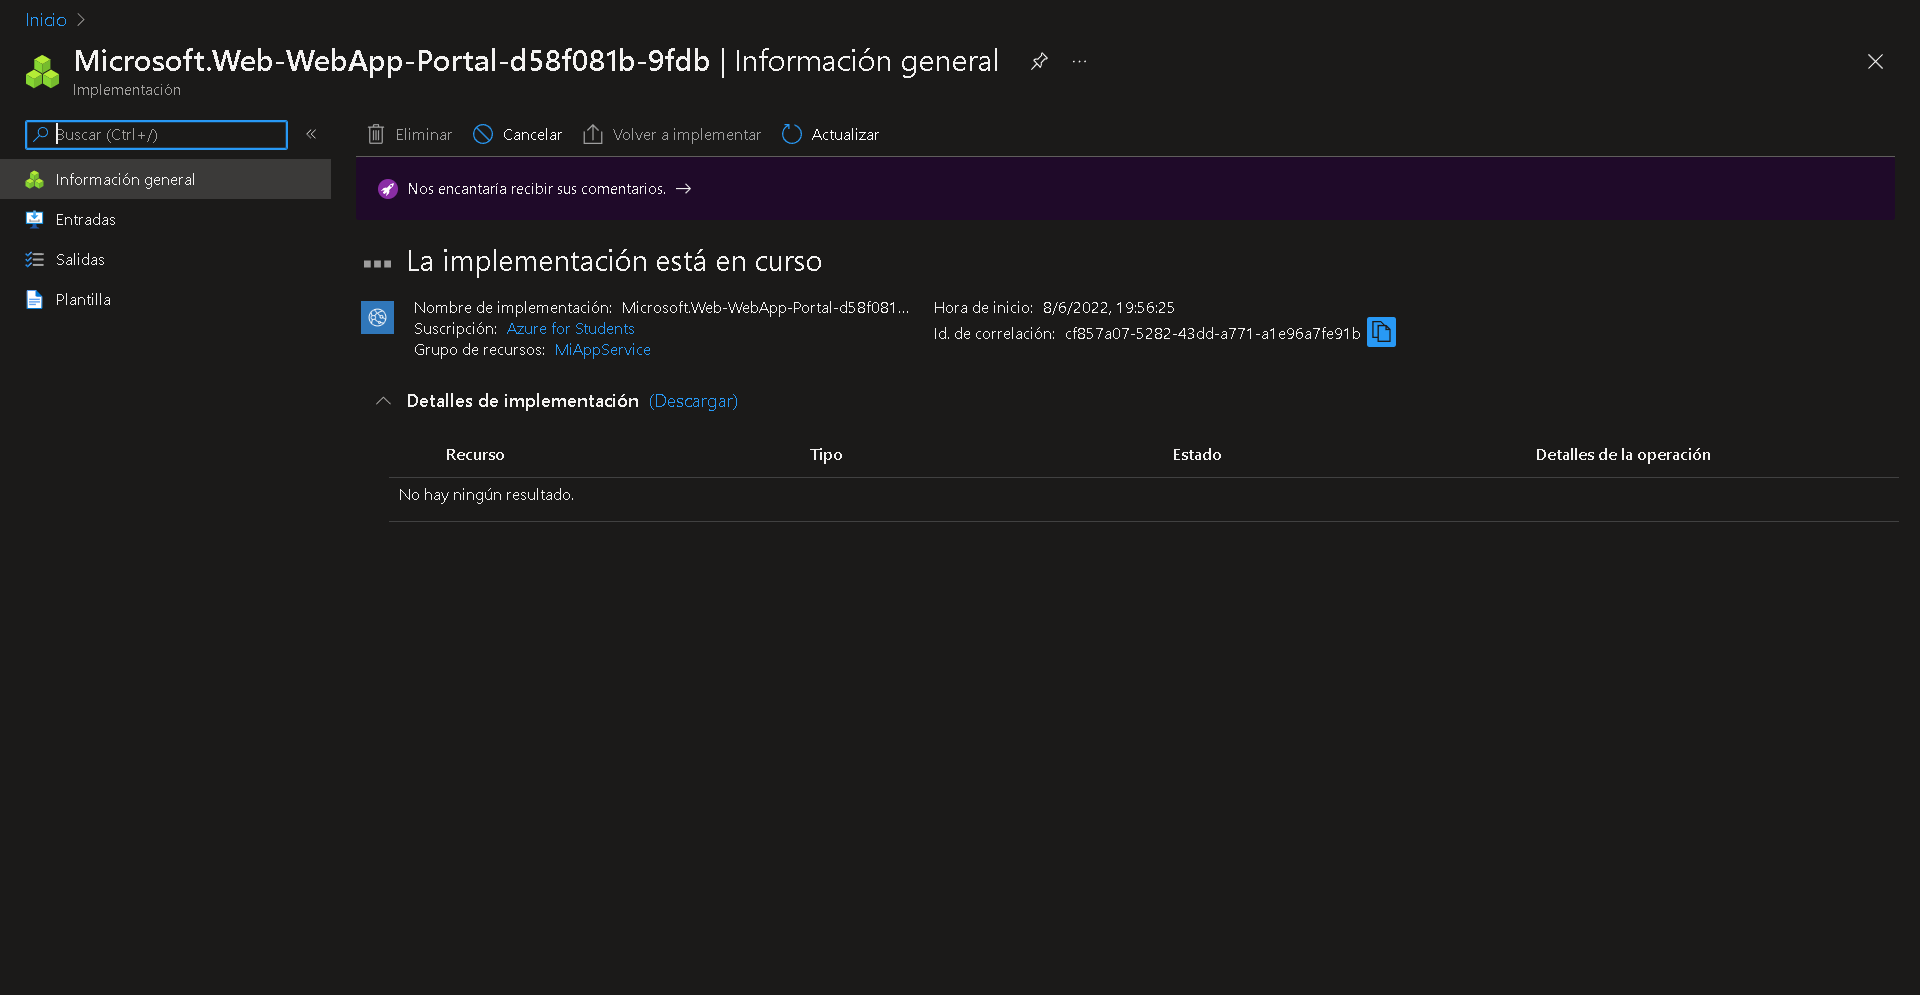 Inicio
Microsoft.Web-WebApp-Portal-d58f081b-9fdb | Información general
Implementación
Buscar (Ctrl+/)
«
Eliminar
Cancelar
Volver a implementar
Actualizar
Información general
Entradas
Salidas
Plantilla
Nos encantaría recibir sus comentarios. →
La implementación está en curso
Nombre de implementación: Microsoft.Web-WebApp-Portal-d58f081...
Suscripción: Azure for Students
Grupo de recursos: MiAppService
Hora de inicio: 8/6/2022, 19:56:25
Id. de correlación: cf857a07-5282-43dd-a771-a1e96a7fe91b
Detalles de implementación (Descargar)
Recurso Tipo Estado Detalles de la operación
No hay ningún resultado.